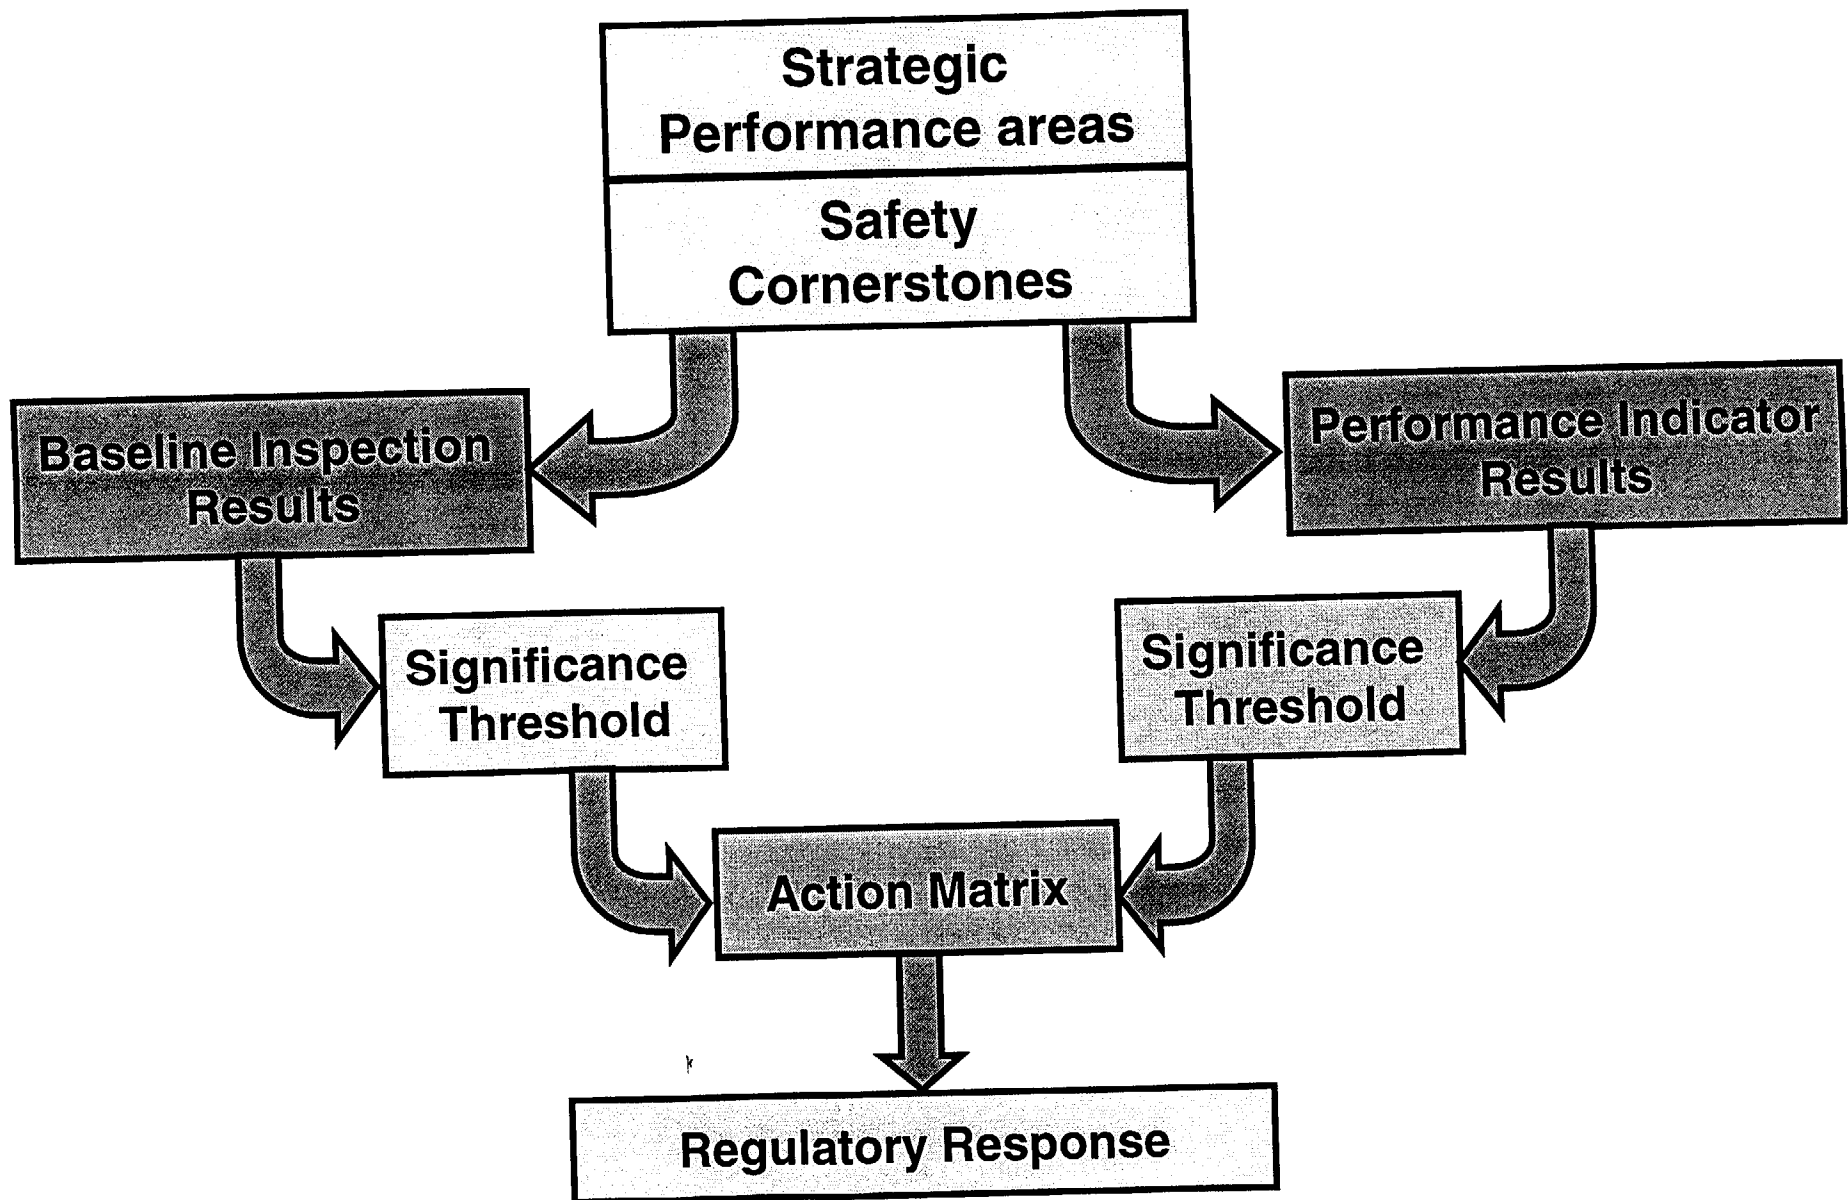 Strategic
Performance areas
Safety
Cornerstones
Baseline Inspection
Results
Performance Indicator
Results
Significance
Threshold
Significance
Threshold
Action Matrix
Regulatory Response